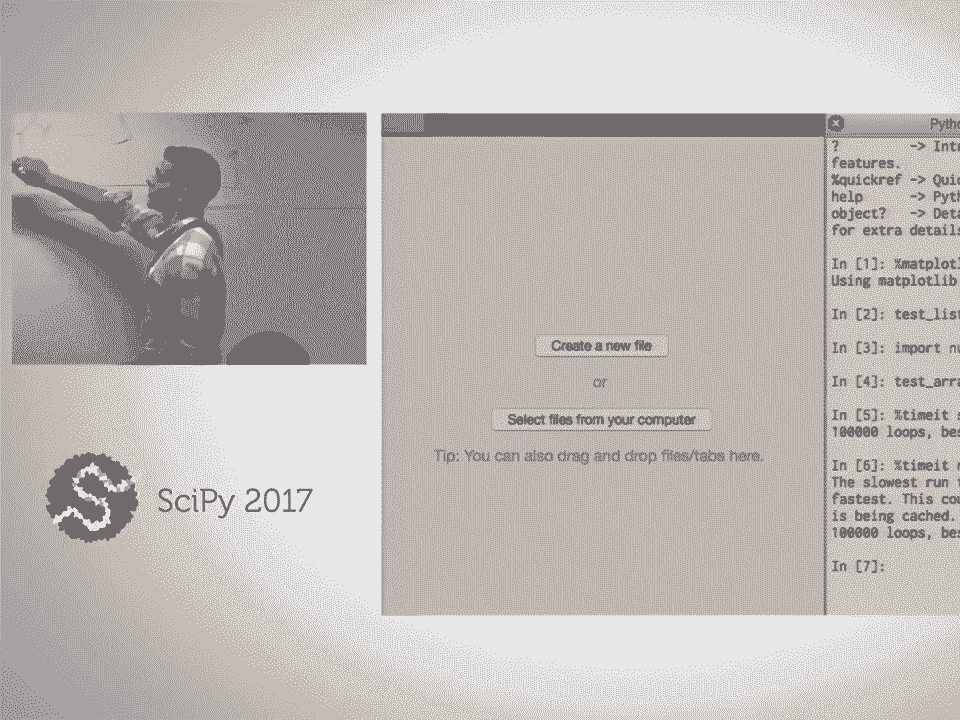 SciPy 2017
Create a new file
or
Select files from your computer
Tip: You can also drag and drop files/tabs here.
? -> Int
features.
%quickref -> Quic
help -> Pyth
object? -> Deta
for extra details
In [1]: %matplotl
Using matplotlib
In [2]: test_list
In [3]: import nu
In [4]: test_arra
In [5]: %timeit s
100000 loops, bes
In [6]: %timeit n
The slowest run t
fastest. This cou
is being cached.
100000 loops, bes
In [7]: